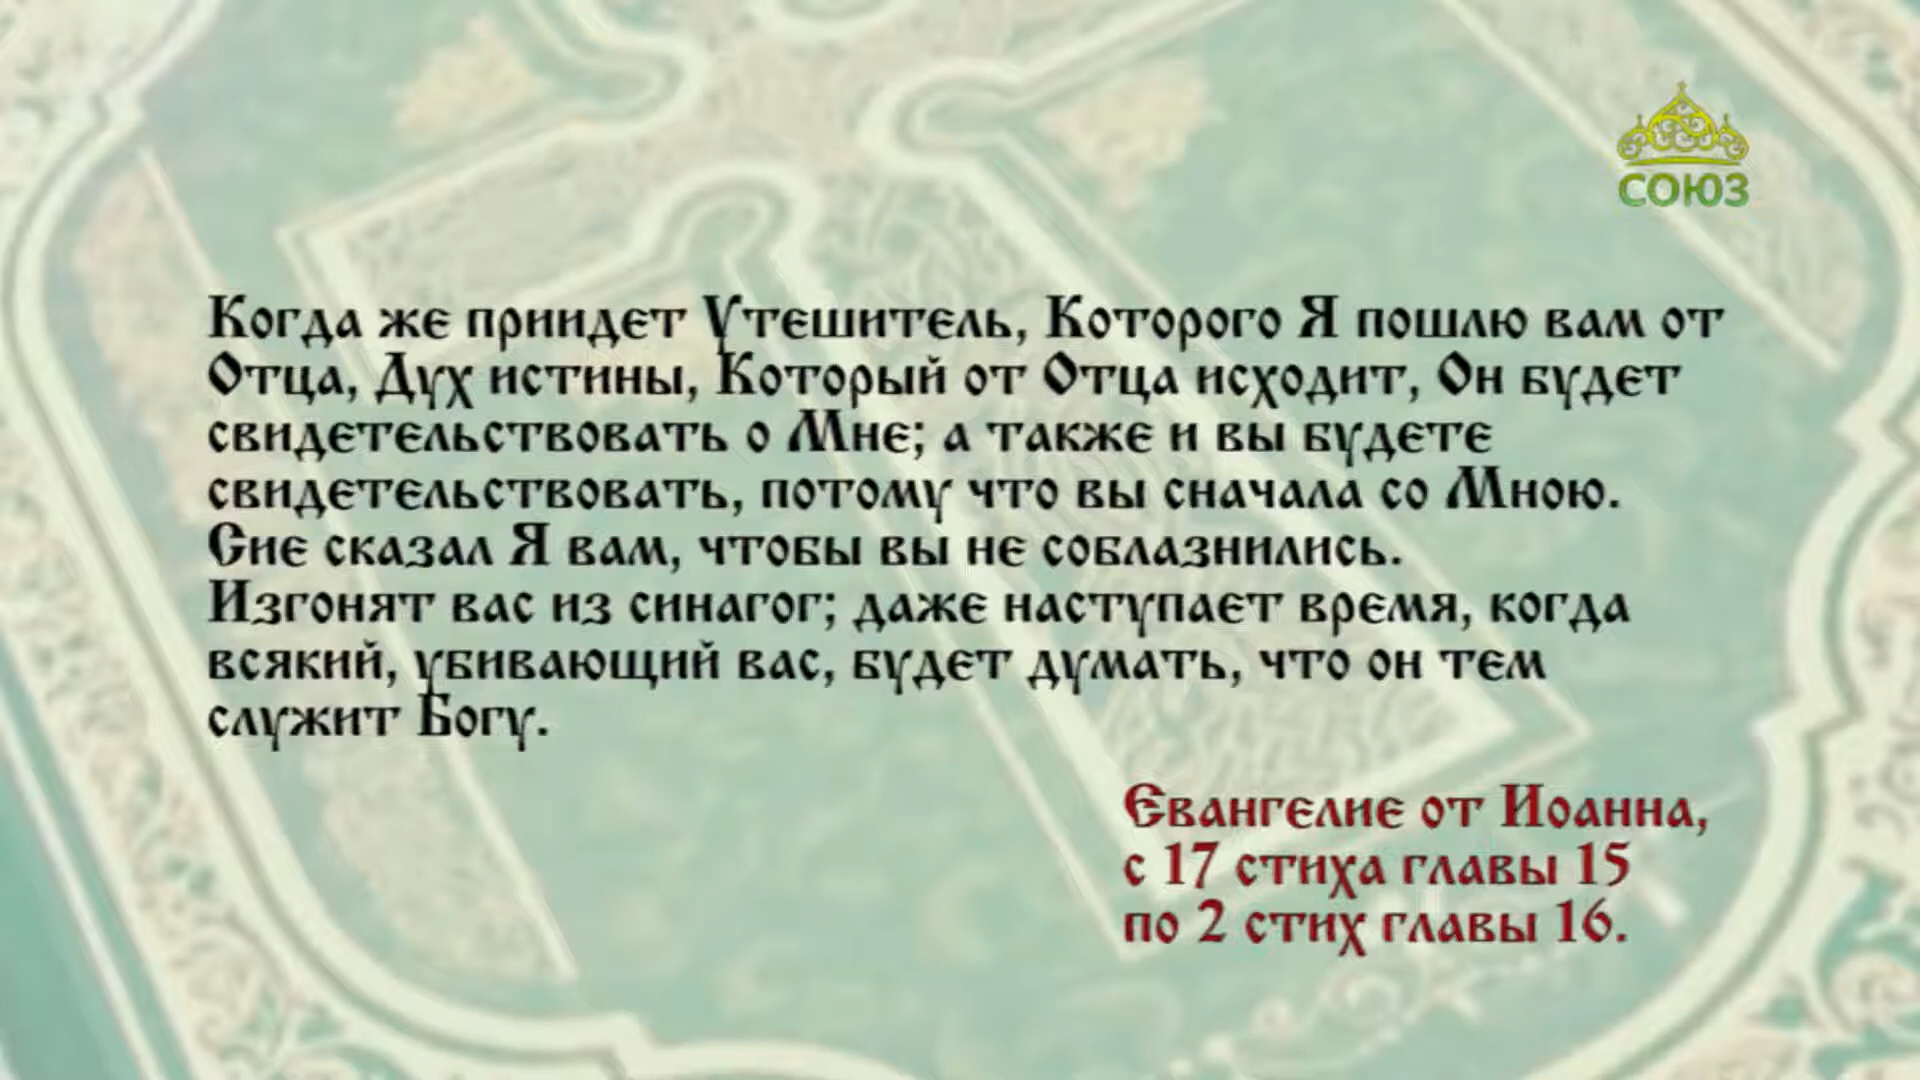 СОЮЗ
Когда же приидет Утешитель, Которого Я пошлю вам от
Отца, Дух истины, Который от Отца исходит, Он будет
свидетельствовать о Мне; а также и вы будете
свидетельствовать, потому что вы сначала со Мною.
Сие сказал Я вам, чтобы вы не соблазнились.
Изгонят вас из синагог; даже наступает время, когда
всякий, убивающий вас, будет думать, что он тем
служит Богу.
Евангелие от Иоанна,
с 17 стиха главы 15
по 2 стих главы 16.